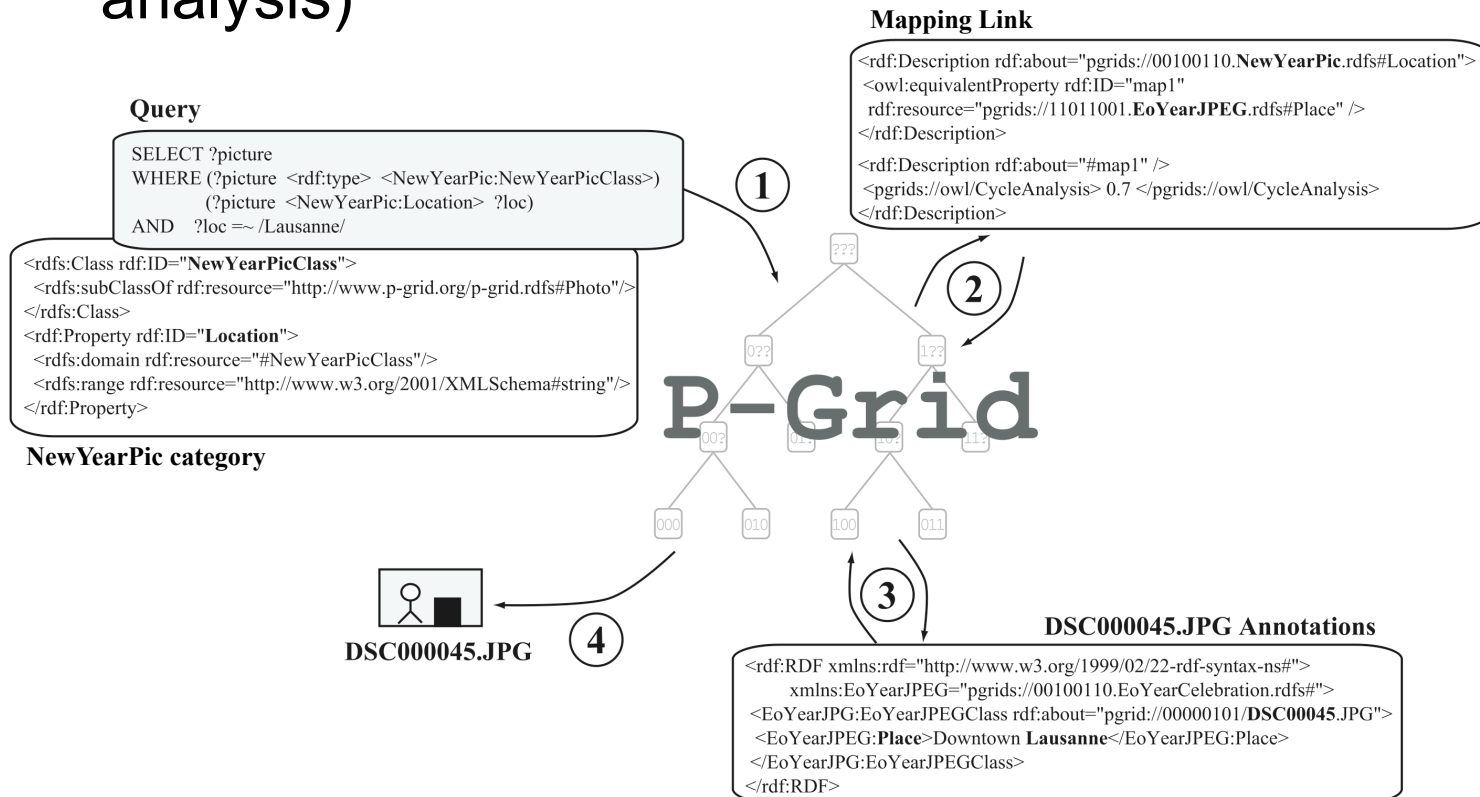 analysis)
Mapping Link
<rdf:Description rdf:about="pgrids://00100110.NewYearPic.rdfs#Location">
<owl:equivalentProperty rdf:ID="map1"
rdf:resource="pgrids://11011001.EoYearJPEG.rdfs#Place" />
</rdf:Description>
<rdf:Description rdf:about="#map1" />
<pgrids://owl/CycleAnalysis> 0.7 </pgrids://owl/CycleAnalysis>
</rdf:Description>
Query
SELECT ?picture
WHERE (?picture <rdf:type> <NewYearPic:NewYearPicClass>)
(?picture <NewYearPic:Location> ?loc)
AND ?loc =~ /Lausanne/
<rdfs:Class rdf:ID="NewYearPicClass">
<rdfs:subClassOf rdf:resource="http://www.p-grid.org/p-grid.rdfs#Photo"/>
</rdfs:Class>
<rdf:Property rdf:ID="Location">
<rdfs:domain rdf:resource="#NewYearPicClass"/>
<rdfs:range rdf:resource="http://www.w3.org/2001/XMLSchema#string"/>
</rdf:Property>
NewYearPic category
1
2
???
0??
1??
P-Grid
00?
01?
10?
11?
000
010
100
011
3
4
DSC000045.JPG
DSC000045.JPG Annotations
<rdf:RDF xmlns:rdf="http://www.w3.org/1999/02/22-rdf-syntax-ns#">
xmlns:EoYearJPEG="pgrids://00100110.EoYearCelebration.rdfs#">
<EoYearJPG:EoYearJPEGClass rdf:about="pgrid://00000101/DSC00045.JPG">
<EoYearJPEG:Place>Downtown Lausanne</EoYearJPEG:Place>
</EoYearJPG:EoYearJPEGClass>
</rdf:RDF>